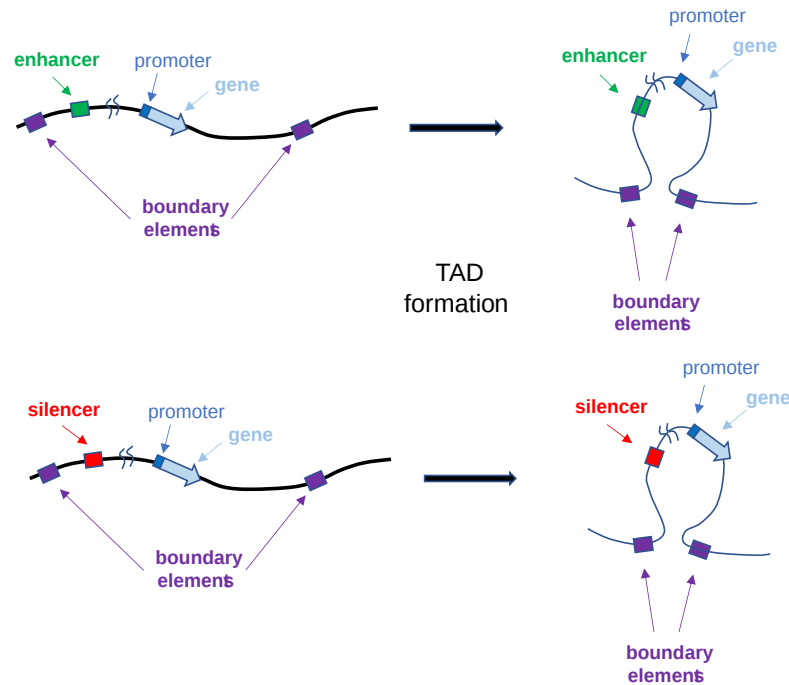 enhancer
promoter
gene
boundary
elements
promoter
enhancer
gene
boundary
elements
TAD
formation
silencer
promoter
gene
boundary
elements
promoter
silencer
gene
boundary
elements